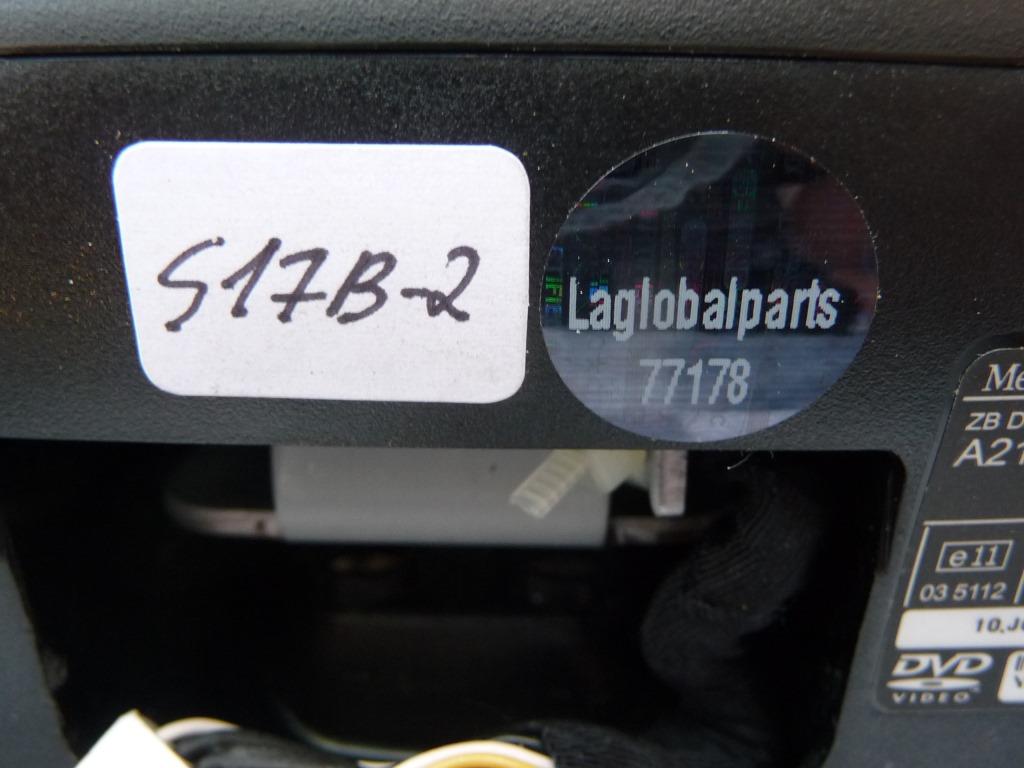 S17B-2
Laglobalparts
77178
Me
ZB D
A21
e11
03 5112
10.J
DVD
VIDEO